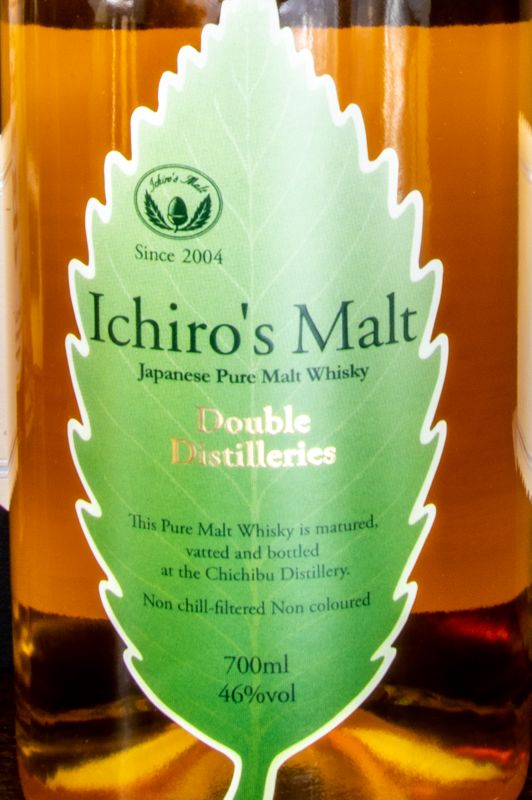 Ichiro's Malt
Since 2004
Ichiro's Malt
Japanese Pure Malt Whisky
Double
Distilleries
This Pure Malt Whisky is matured,
vatted and bottled
at the Chichibu Distillery.
Non chill-filtered Non coloured
700ml
46%vol